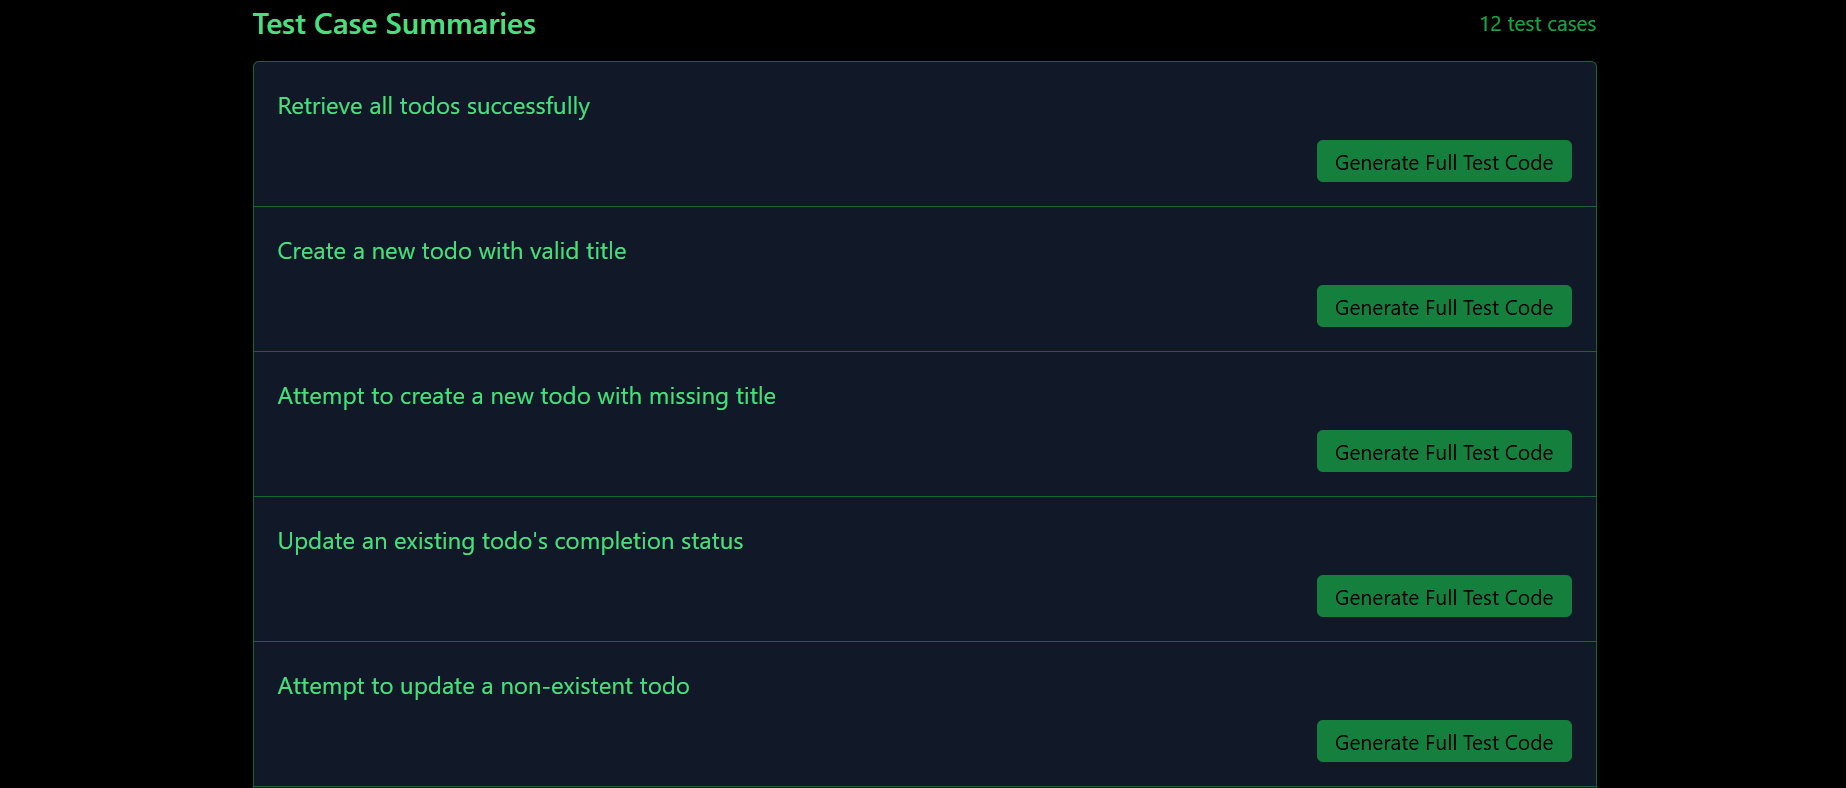 Test Case Summaries
12 test cases
Retrieve all todos successfully
Generate Full Test Code
Create a new todo with valid title
Generate Full Test Code
Attempt to create a new todo with missing title
Generate Full Test Code
Update an existing todo's completion status
Generate Full Test Code
Attempt to update a non-existent todo
Generate Full Test Code